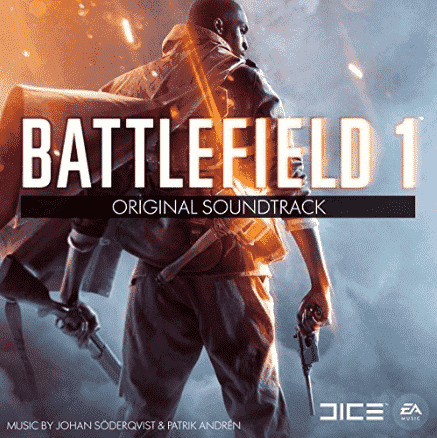 BATTLEFIELD 1
ORIGINAL SOUNDTRACK
MUSIC BY JOHAN SÖDERQVIST & PATRIK ANDRÉN
DICE
EA
MUSIC